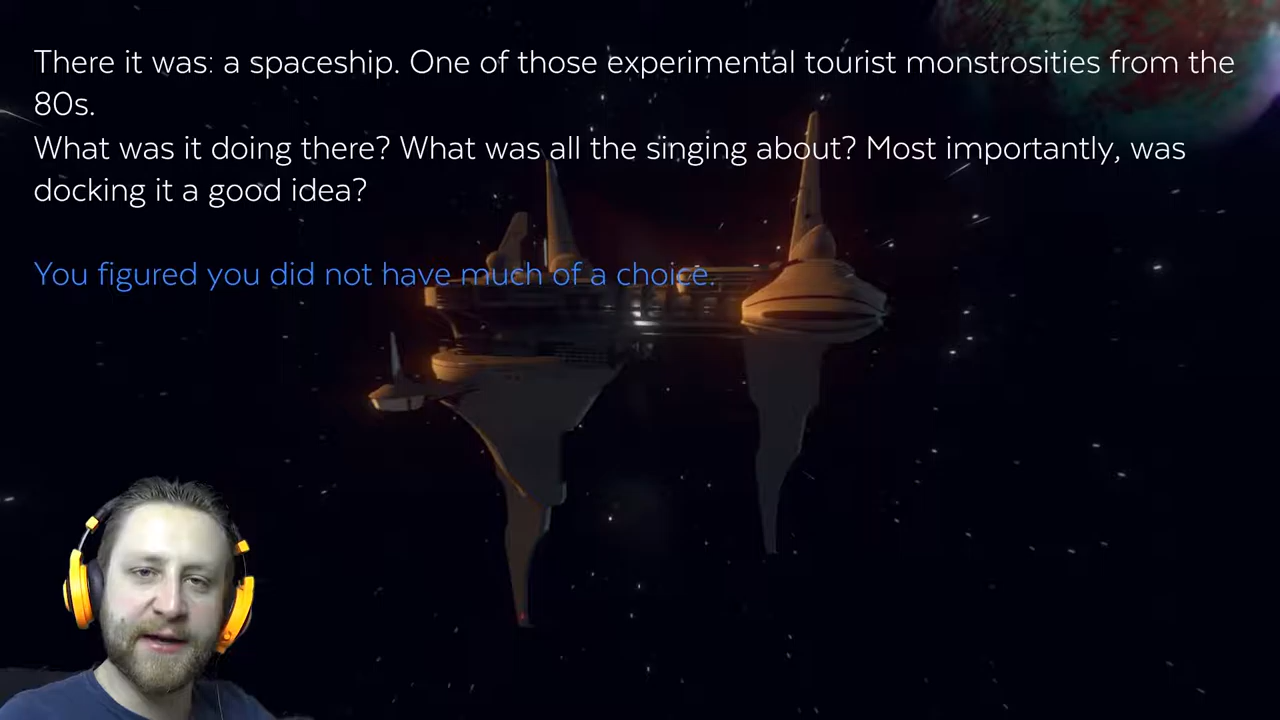 There it was: a spaceship. One of those experimental tourist monstrosities from the
80s.
What was it doing there? What was all the singing about? Most importantly, was
docking it a good idea?
You figured you did not have much of a choice.